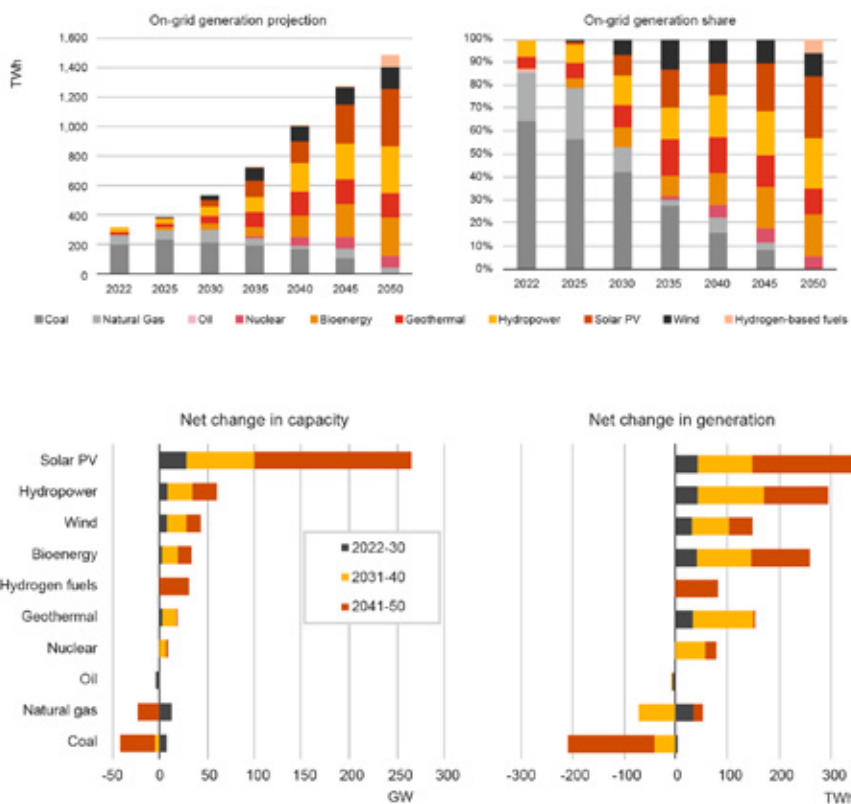 On-grid generation projection
TWh
1,600
1,400
1,200
1,000
800
600
400
200
0
2022 2025 2030 2035 2040 2045 2050
On-grid generation share
100%
90%
80%
70%
60%
50%
40%
30%
20%
10%
0%
2022 2025 2030 2035 2040 2045 2050
Coal Natural Gas Oil Nuclear Bioenergy Geothermal Hydropower Solar PV Wind Hydrogen-based fuels
Net change in capacity
Solar PV
Hydropower
Wind
Bioenergy
Hydrogen fuels
Geothermal
Nuclear
Oil
Natural gas
Coal
2022-30
2031-40
2041-50
-50 0 50 100 150 200 250 300
GW
Net change in generation
-300 -200 -100 0 100 200 300
TWh